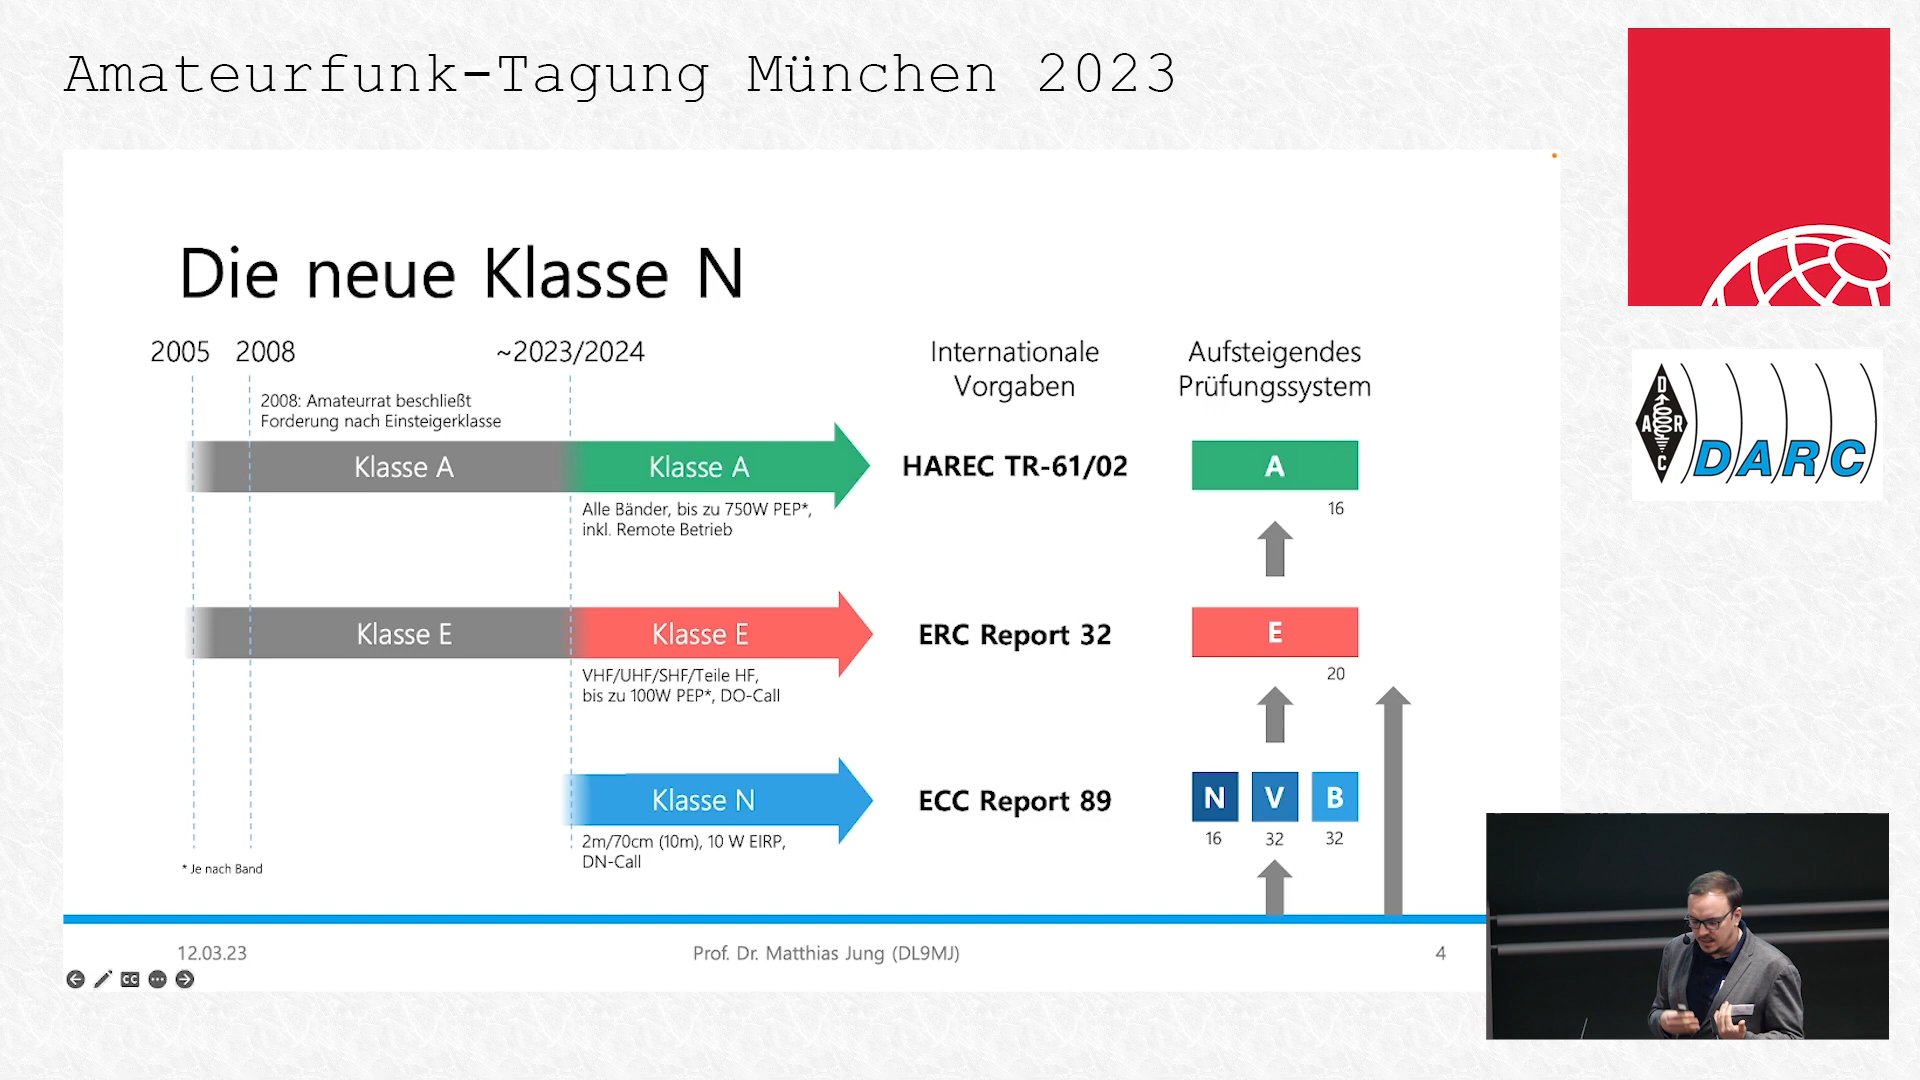 Amateurfunk-Tagung München 2023
Die neue Klasse N
2005
2008
~2023/2024
2008: Amateurrat beschließt
Forderung nach Einsteigerklasse
Internationale
Vorgaben
Aufsteigendes
Prüfungssystem
Klasse A
Klasse A
HAREC TR-61/02
A
16
Alle Bänder, bis zu 750W PEP*,
inkl. Remote Betrieb
Klasse E
Klasse E
ERC Report 32
E
20
VHF/UHF/SHF/Teile HF,
bis zu 100W PEP*, DO-Call
Klasse N
ECC Report 89
N V B
16 32 32
2m/70cm (10m), 10 W EIRP,
DN-Call
* Je nach Band
12.03.23
Prof. Dr. Matthias Jung (DL9MJ)
4
CC
D
A R
C
DARC